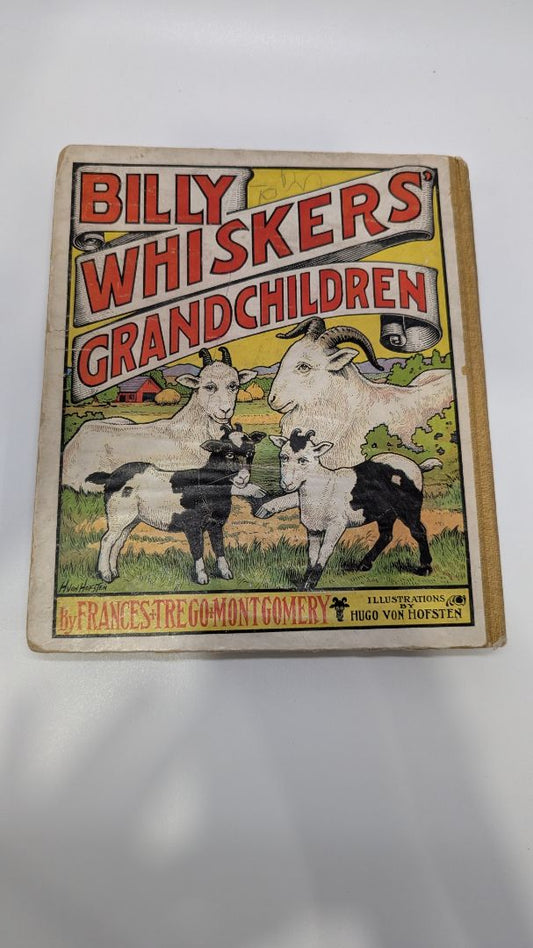 BILLY
WHISKERS'
GRANDCHILDREN
H. VON HOFSTEN
By FRANCES·TREGO·MONTGOMERY
ILLUSTRATIONS
BY
HUGO VON HOFSTEN